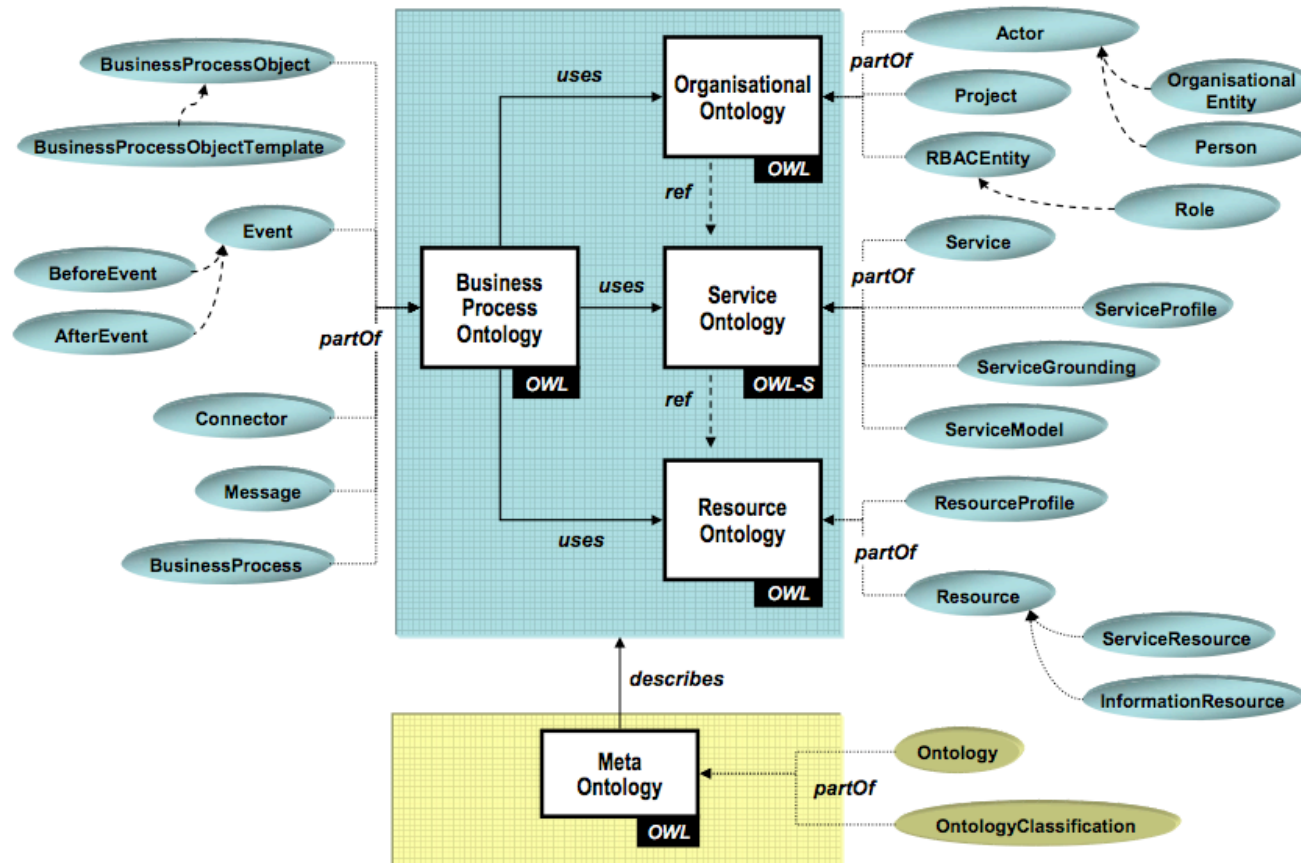 BusinessProcessObject
BusinessProcessObjectTemplate
Event
BeforeEvent
AfterEvent
partOf
Connector
Message
BusinessProcess
uses
Organisational
Ontology
OWL
ref
Business
Process
Ontology
OWL
uses
Service
Ontology
OWL-S
ref
uses
Resource
Ontology
OWL
partOf
Actor
Organisational
Entity
Project
Person
RBACEntity
Role
Service
partOf
ServiceProfile
ServiceGrounding
ServiceModel
ResourceProfile
partOf
Resource
ServiceResource
InformationResource
describes
Meta
Ontology
OWL
Ontology
partOf
OntologyClassification